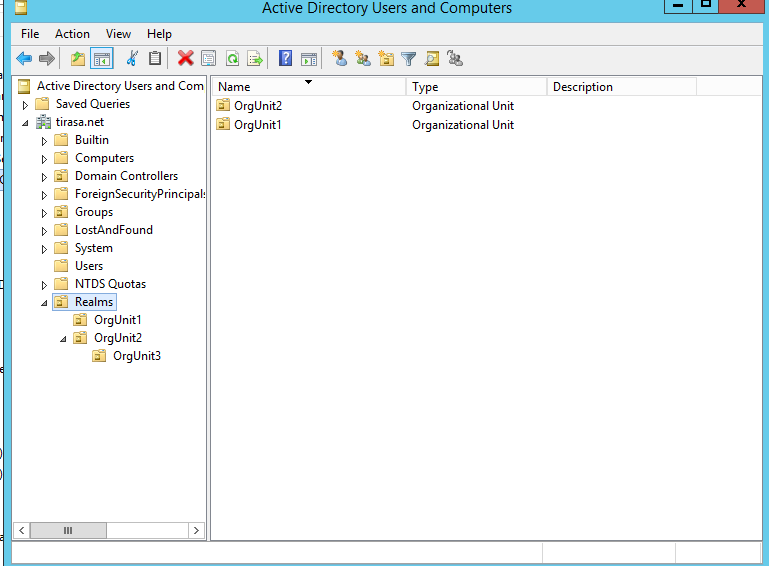 Active Directory Users and Computers
File Action View Help
Active Directory Users and Com
Saved Queries
tirasa.net
Builtin
Computers
Domain Controllers
ForeignSecurityPrincipals
Groups
LostAndFound
System
Users
NTDS Quotas
Realms
OrgUnit1
OrgUnit2
OrgUnit3
Name Type Description
OrgUnit2 Organizational Unit
OrgUnit1 Organizational Unit